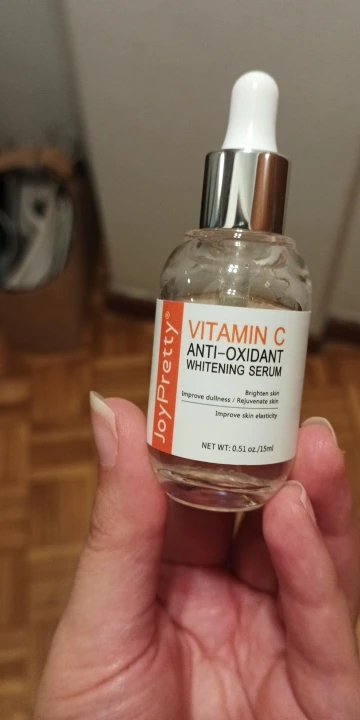 JoyPretty®
VITAMIN C
ANTI-OXIDANT
WHITENING SERUM
Brighten skin
Improve dullness / Rejuvenate skin
Improve skin elasticity
NET WT: 0.51 oz./15ml